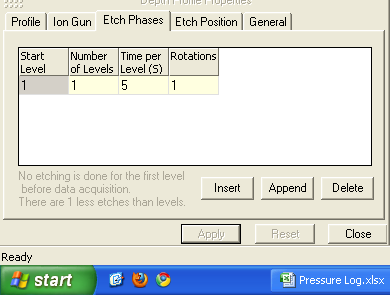 Depth Profile Properties
Profile Ion Gun Etch Phases Etch Position General
Start Level Number of Levels Time per Level (S) Rotations
1 1 5 1
No etching is done for the first level
before data acquisition.
There are 1 less etches than levels.
Insert Append Delete
Apply Reset Close
Ready
start Pressure Log.xlsx